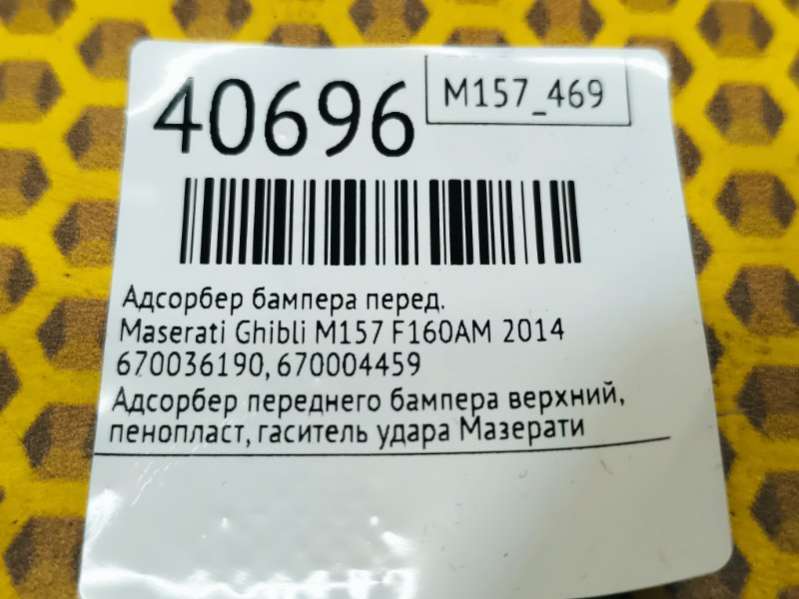 40696
M157_469
Адсорбер бампера перед.
Maserati Ghibli M157 F160AM 2014
670036190, 670004459
Адсорбер переднего бампера верхний,
пенопласт, гаситель удара Мазерати